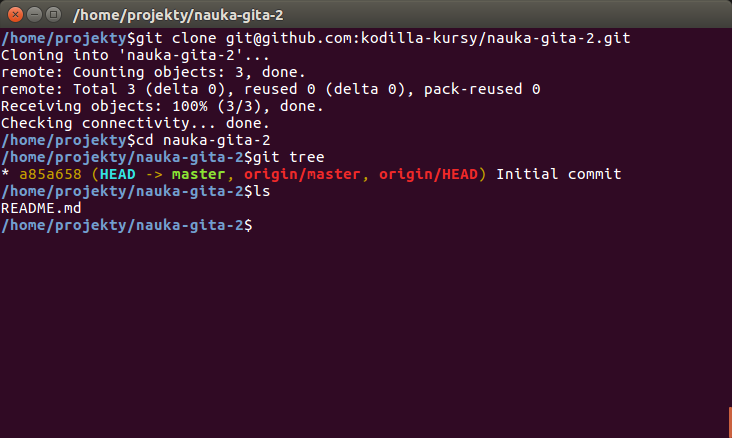 /home/projekty/nauka-gita-2
/home/projekty$git clone git@github.com:kodilla-kursy/nauka-gita-2.git
Cloning into 'nauka-gita-2'...
remote: Counting objects: 3, done.
remote: Total 3 (delta 0), reused 0 (delta 0), pack-reused 0
Receiving objects: 100% (3/3), done.
Checking connectivity... done.
/home/projekty$cd nauka-gita-2
/home/projekty/nauka-gita-2$git tree
* a85a658 (HEAD -> master, origin/master, origin/HEAD) Initial commit
/home/projekty/nauka-gita-2$ls
README.md
/home/projekty/nauka-gita-2$